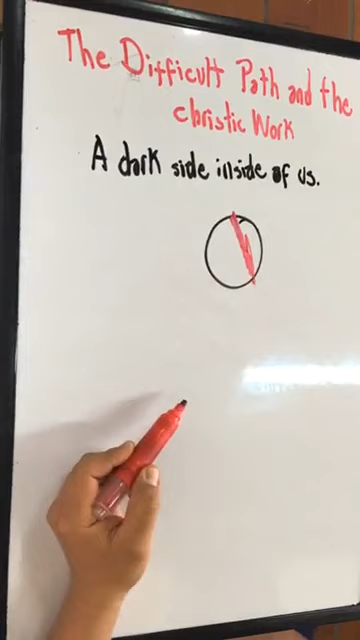 The Difficult Path and the
Christic Work
A dark side inside of us.